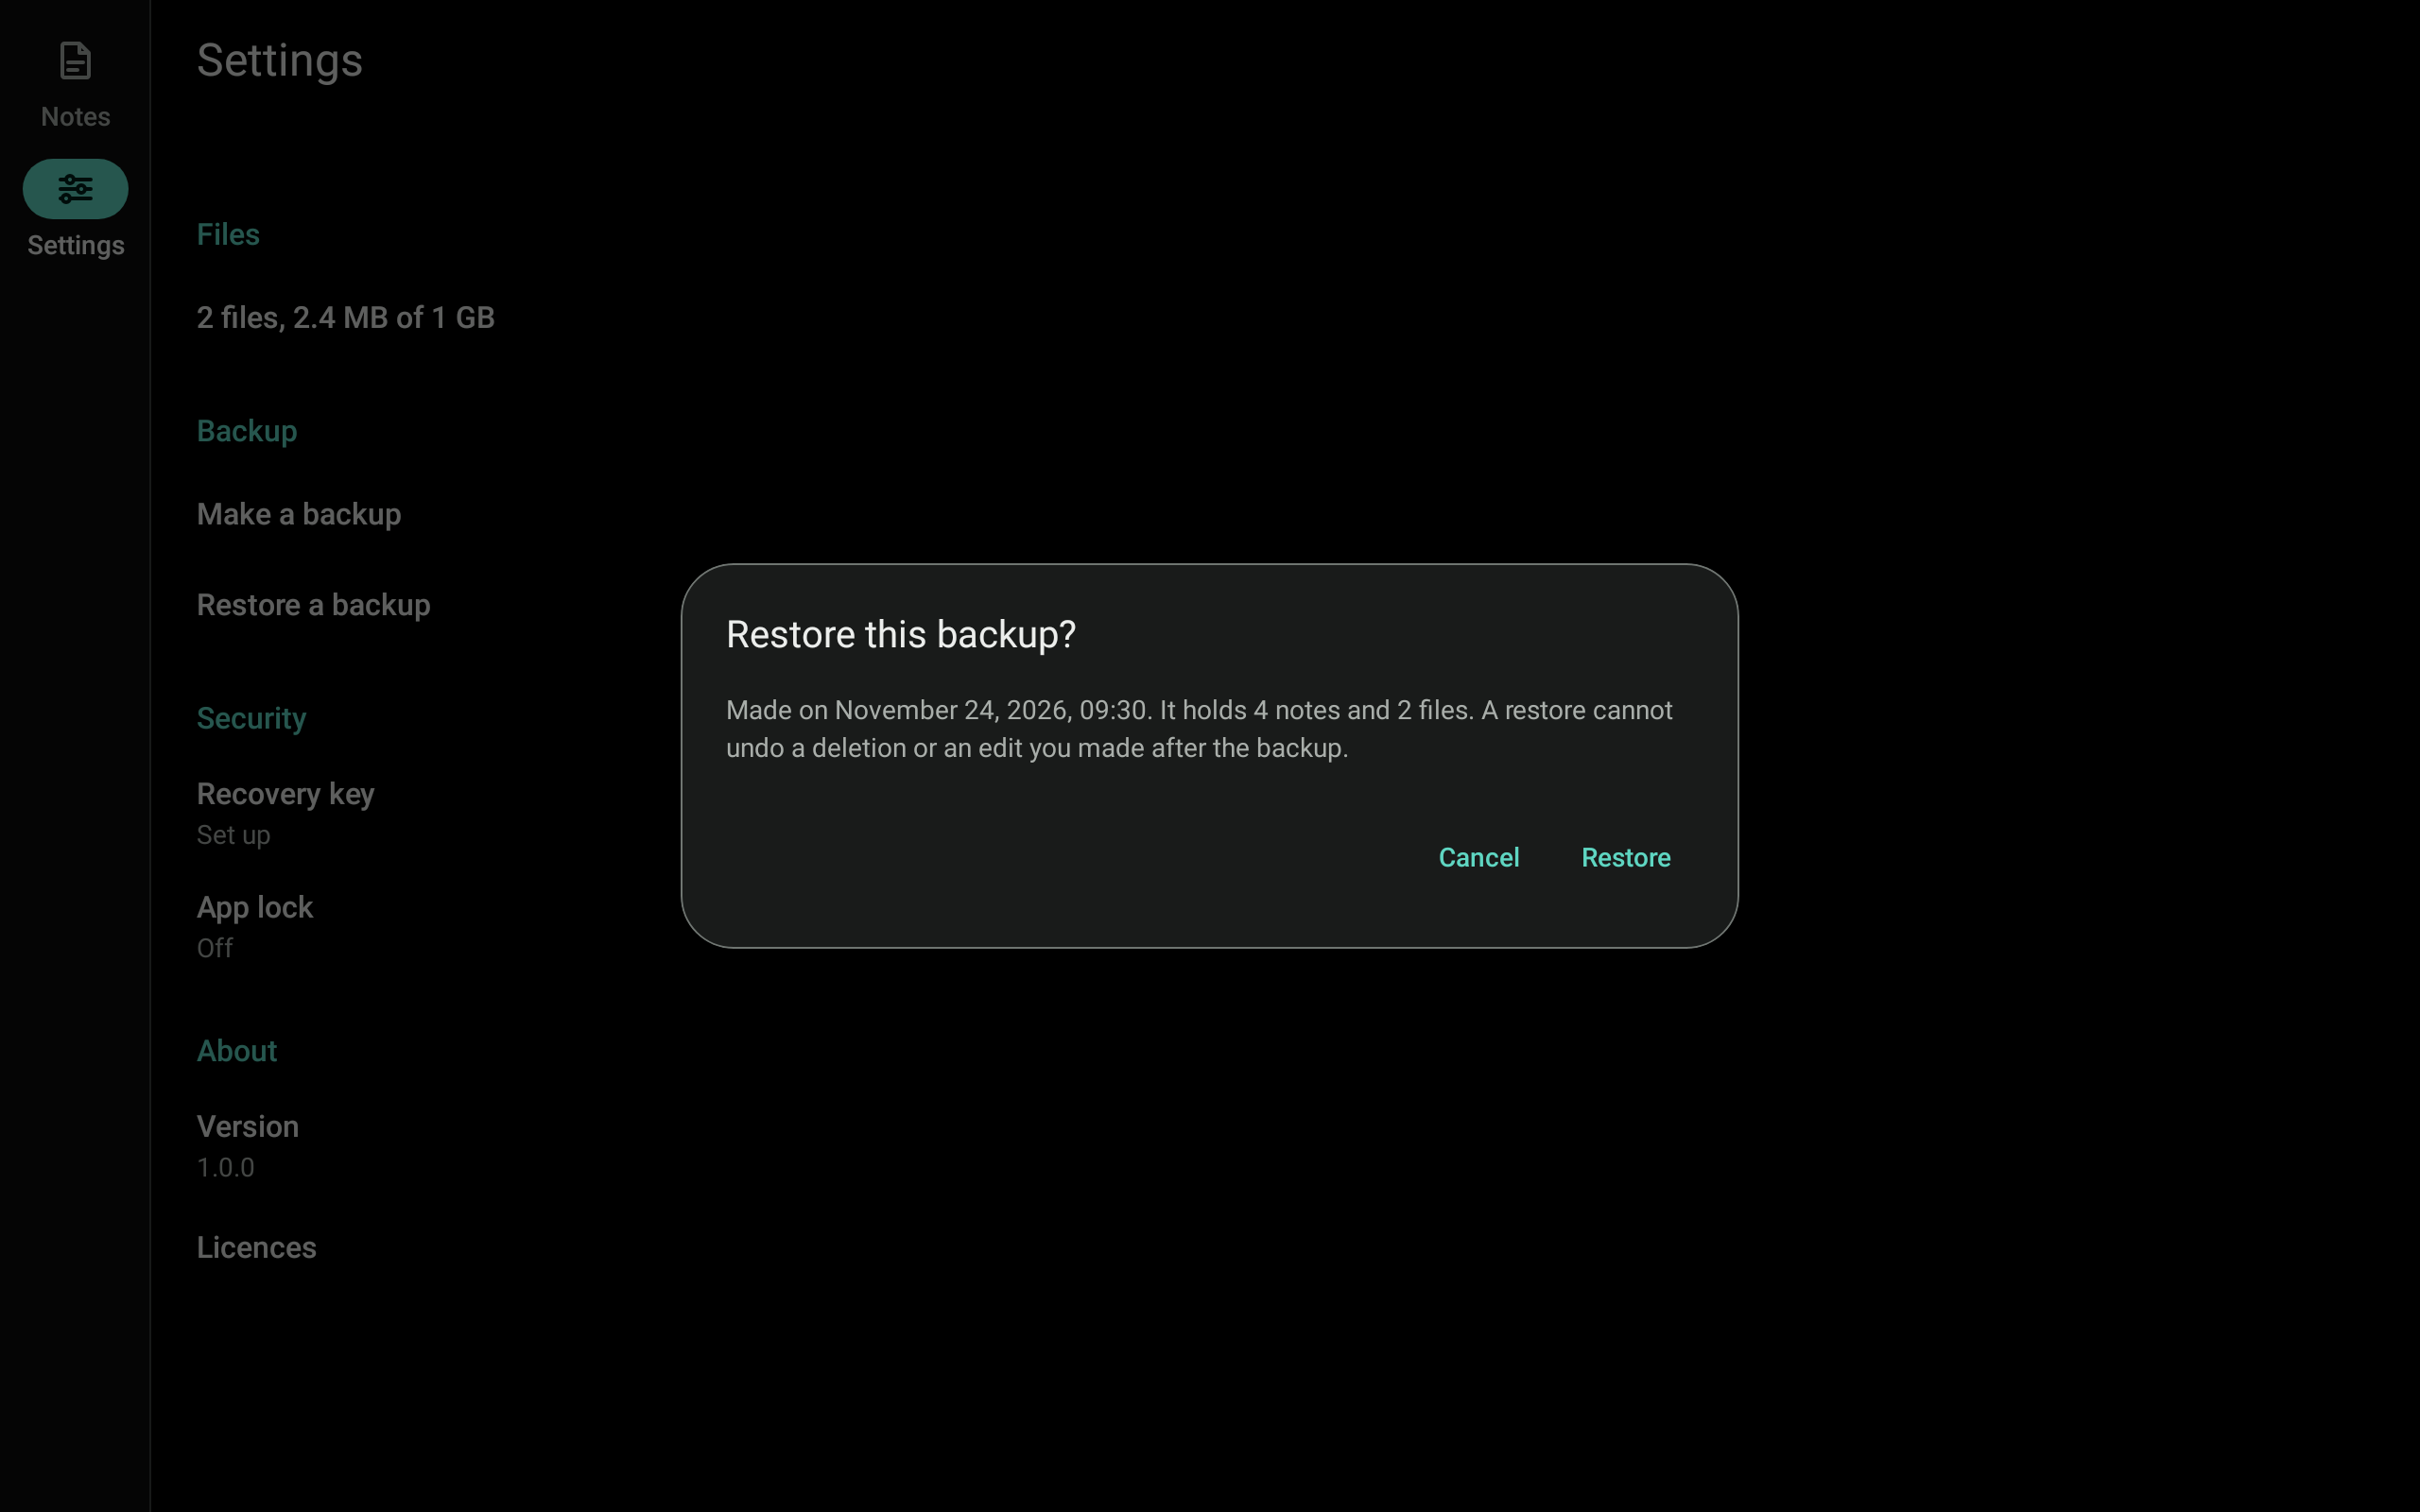 Notes
Settings
Settings
Files
2 files, 2.4 MB of 1 GB
Backup
Make a backup
Restore a backup
Security
Recovery key
Set up
App lock
Off
About
Version
1.0.0
Licences
Restore this backup?
Made on November 24, 2026, 09:30. It holds 4 notes and 2 files. A restore cannot
undo a deletion or an edit you made after the backup.
Cancel
Restore